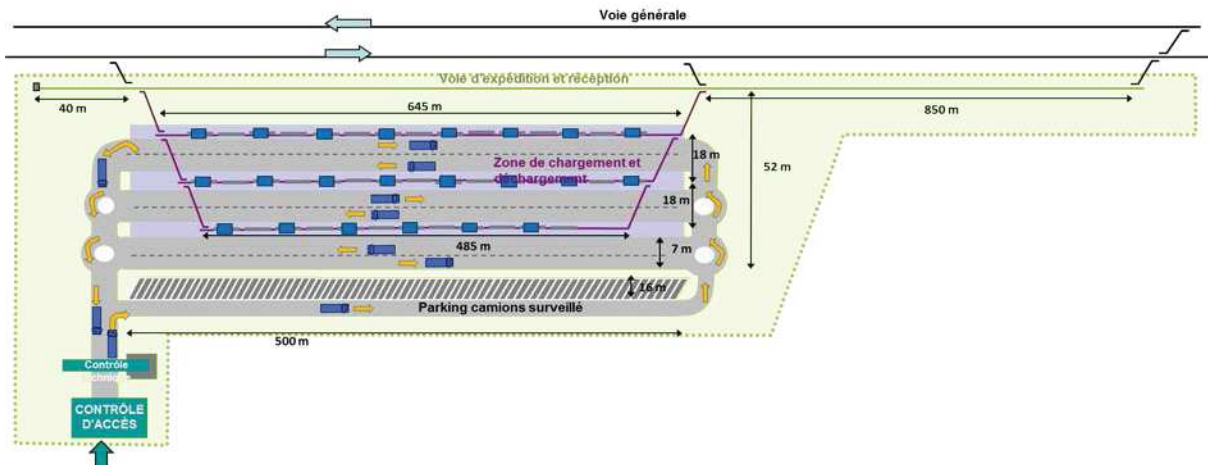 Voie générale
Voie d'expédition et réception
40 m
645 m
850 m
18 m
52 m
Zone de chargement et
déchargement
18 m
485 m
7 m
16 m
Parking camions surveillé
500 m
Contrôle
technique
CONTRÔLE
D'ACCÈS